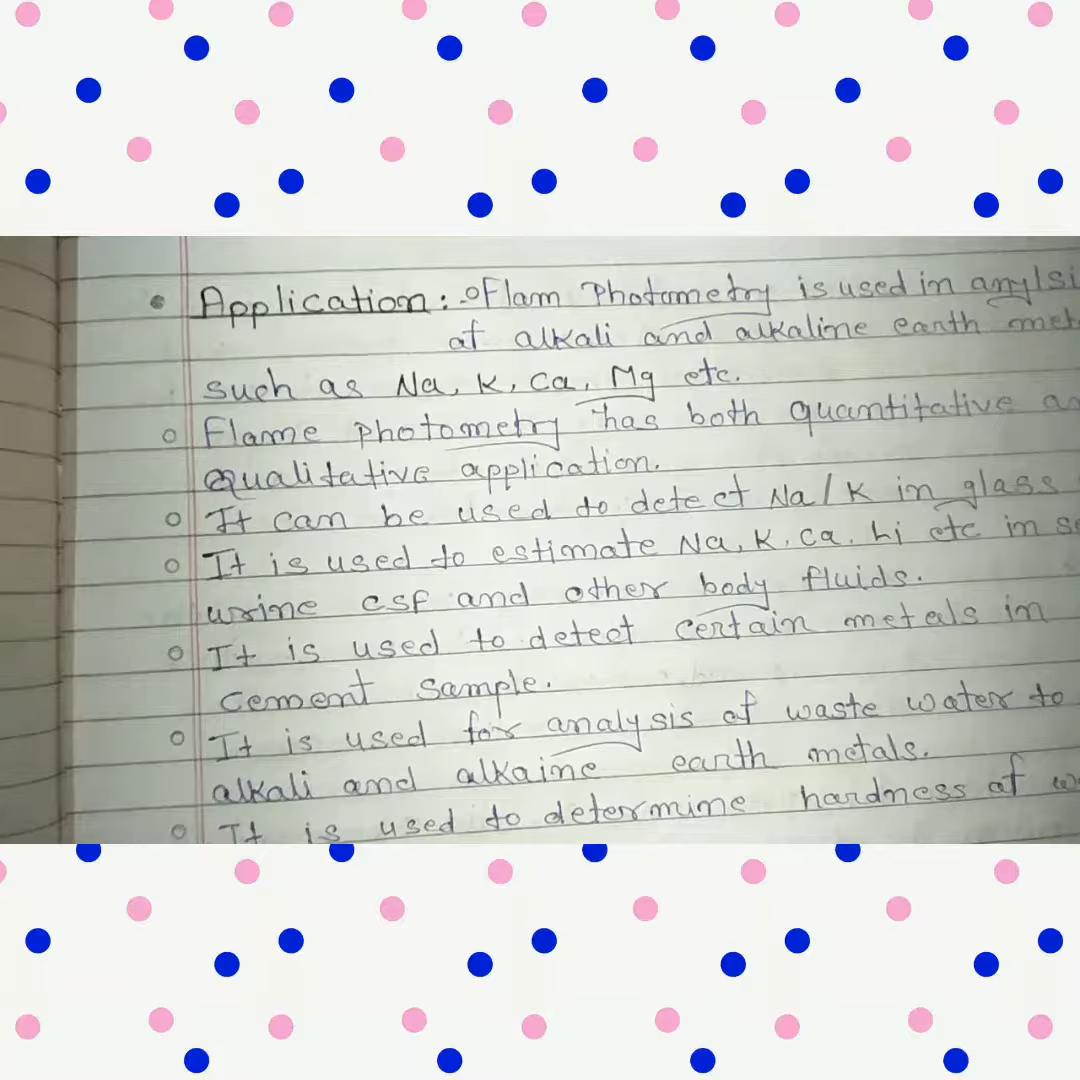 • Application: ○Flam Photometry is used in amylsi
of alkali and alkaline earth met
such as Na, K, Ca, Mg etc.
○ Flame photometry has both quantitative a
qualitative application.
○ It can be used to detect Na/K in glass
○ It is used to estimate Na, K, Ca. Li etc in s
urine csf and other body fluids.
○ It is used to detect certain metals in
cement sample.
○ It is used for analysis of waste water to
alkali and alkaine earth metals.
○ It is used to determine hardness of w